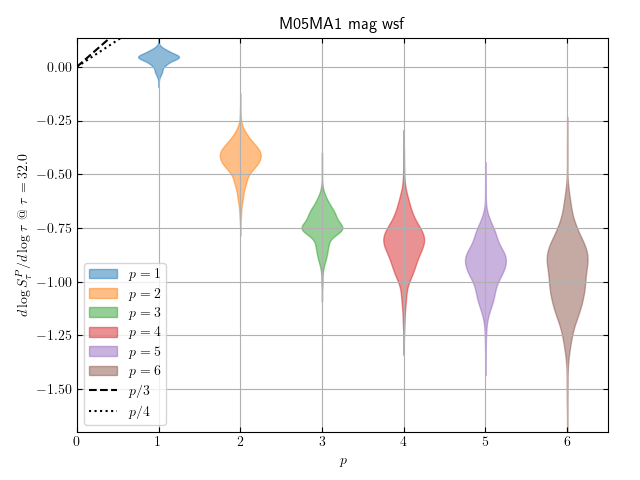 M05MA1 mag wsf
d log S_τ^P/d log τ @ τ = 32.0
0.00
−0.25
−0.50
−0.75
−1.00
−1.25
−1.50
p = 1
p = 2
p = 3
p = 4
p = 5
p = 6
p/3
p/4
0 1 2 3 4 5 6
p